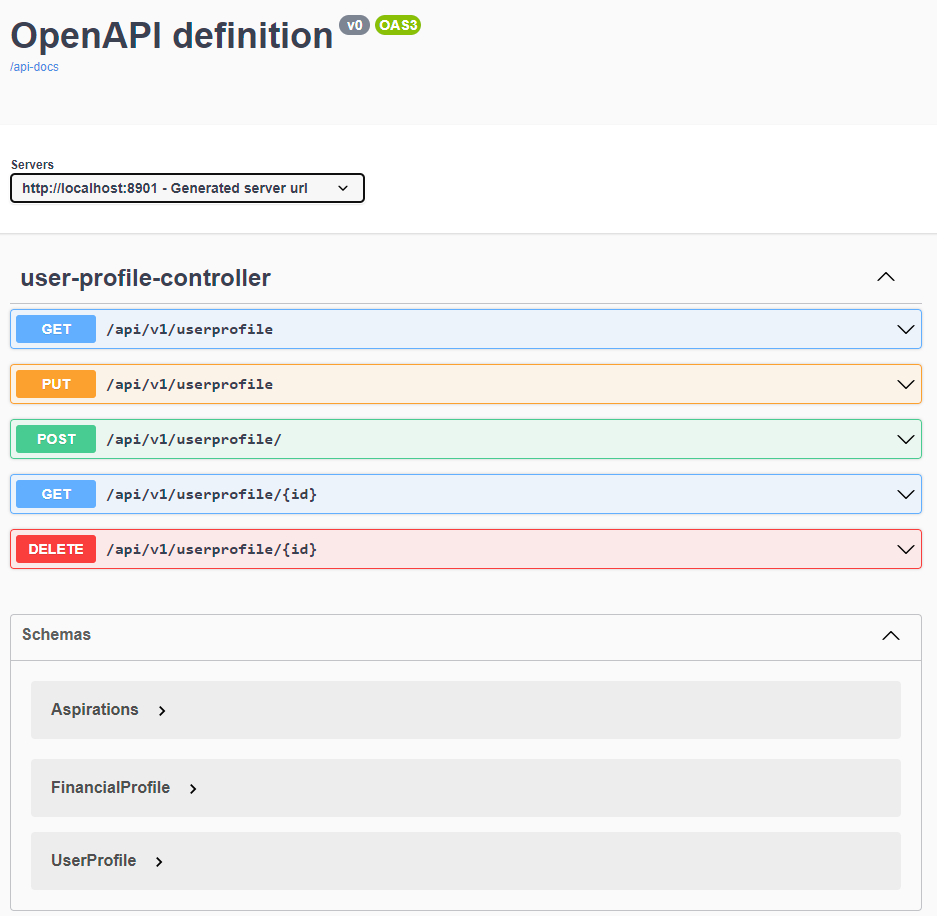 OpenAPI definition v0 OAS3
/api-docs
Servers
http://localhost:8901 - Generated server url
user-profile-controller
GET /api/v1/userprofile
PUT /api/v1/userprofile
POST /api/v1/userprofile/
GET /api/v1/userprofile/{id}
DELETE /api/v1/userprofile/{id}
Schemas
Aspirations
FinancialProfile
UserProfile